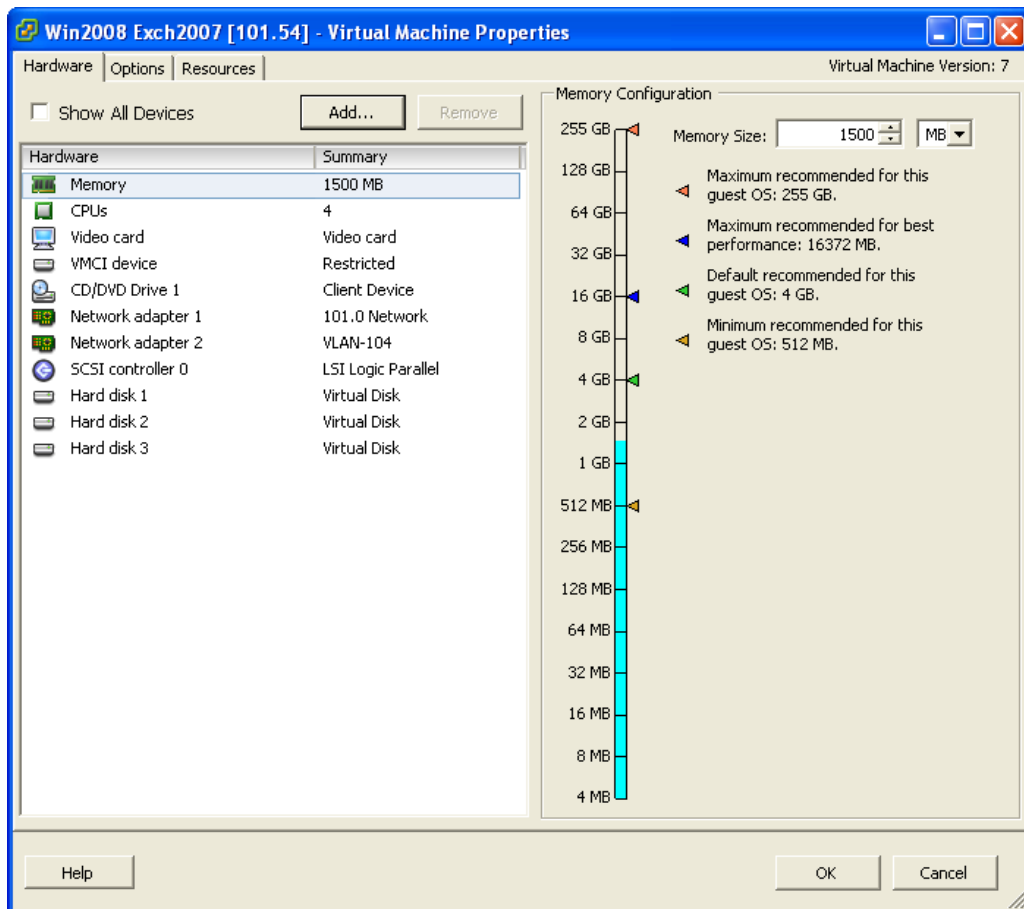 Win2008 Exch2007 [101.54] - Virtual Machine Properties
Hardware Options Resources Virtual Machine Version: 7
Show All Devices Add... Remove
Hardware Summary
Memory 1500 MB
CPUs 4
Video card Video card
VMCI device Restricted
CD/DVD Drive 1 Client Device
Network adapter 1 101.0 Network
Network adapter 2 VLAN-104
SCSI controller 0 LSI Logic Parallel
Hard disk 1 Virtual Disk
Hard disk 2 Virtual Disk
Hard disk 3 Virtual Disk
Memory Configuration
255 GB
128 GB
64 GB
32 GB
16 GB
8 GB
4 GB
2 GB
1 GB
512 MB
256 MB
128 MB
64 MB
32 MB
16 MB
8 MB
4 MB
Memory Size: 1500 MB
Maximum recommended for this
guest OS: 255 GB.
Maximum recommended for best
performance: 16372 MB.
Default recommended for this
guest OS: 4 GB.
Minimum recommended for this
guest OS: 512 MB.
Help OK Cancel